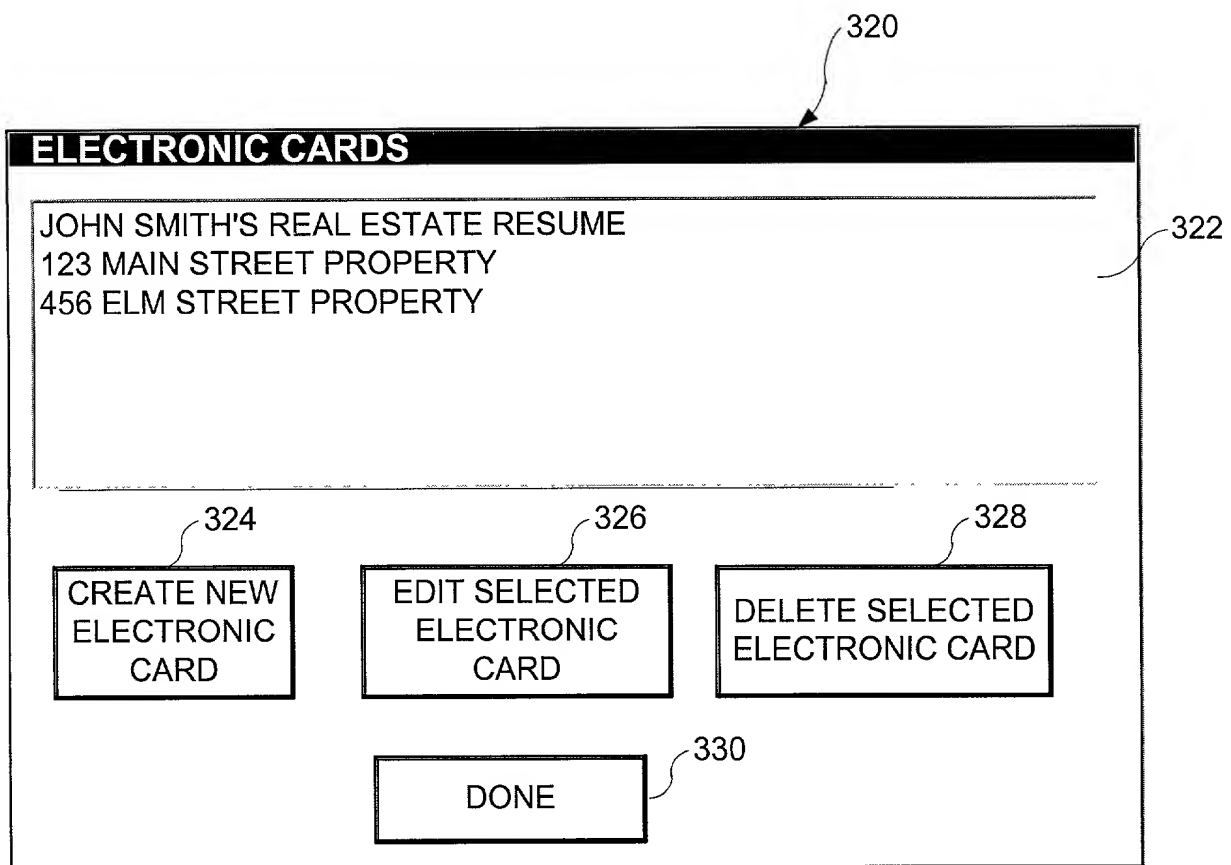 320
ELECTRONIC CARDS
JOHN SMITH'S REAL ESTATE RESUME
123 MAIN STREET PROPERTY
456 ELM STREET PROPERTY
322
324
326
328
CREATE NEW
ELECTRONIC
CARD
EDIT SELECTED
ELECTRONIC
CARD
DELETE SELECTED
ELECTRONIC CARD
330
DONE